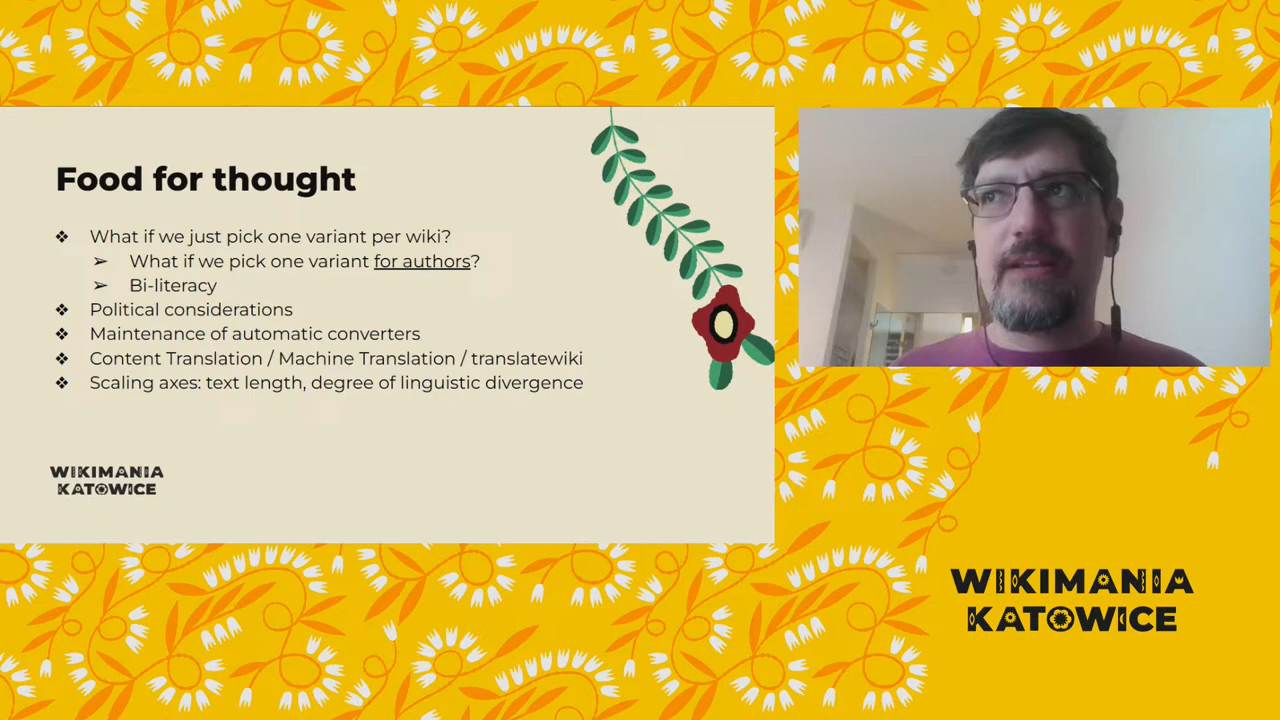 Food for thought
❖ What if we just pick one variant per wiki?
➢ What if we pick one variant for authors?
➢ Bi-literacy
❖ Political considerations
❖ Maintenance of automatic converters
❖ Content Translation / Machine Translation / translatewiki
❖ Scaling axes: text length, degree of linguistic divergence
WIKIMANIA
KATOWICE
WIKIMANIA
KATOWICE